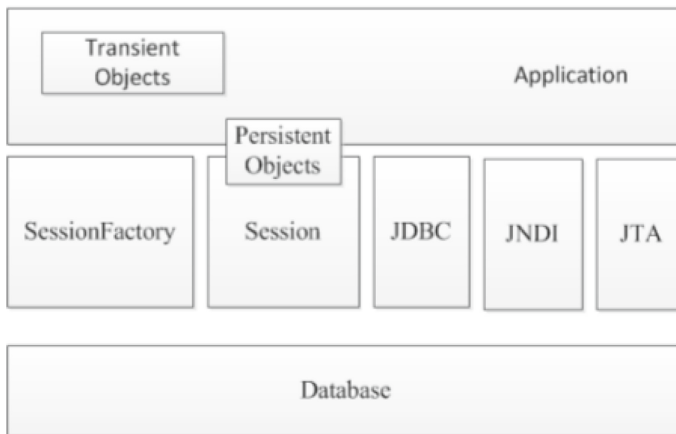 Transient
Objects
Application
Persistent
Objects
SessionFactory
Session
JDBC
JNDI
JTA
Database